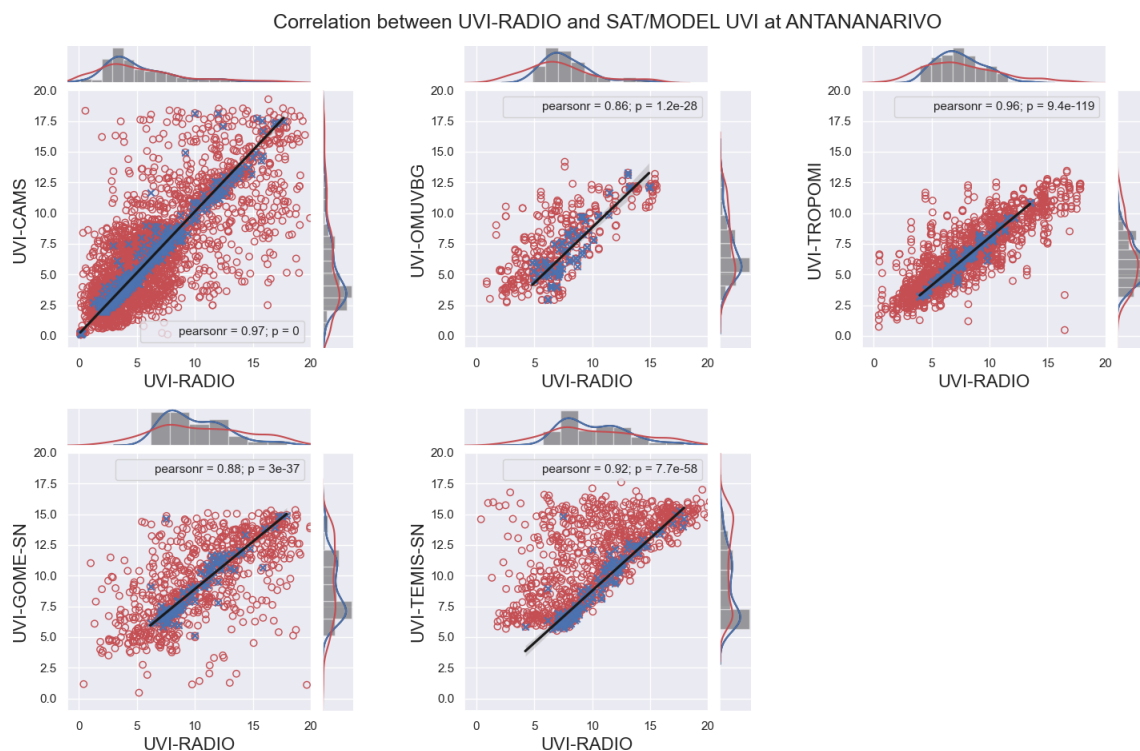 Correlation between UVI-RADIO and SAT/MODEL UVI at ANTANANARIVO
20.0
17.5
15.0
12.5
10.0
7.5
5.0
2.5
0.0
UVI-CAMS
pearsonr = 0.97; p = 0
0 5 10 15 20
UVI-RADIO
20.0
17.5
15.0
12.5
10.0
7.5
5.0
2.5
0.0
UVI-OMUVBG
pearsonr = 0.86; p = 1.2e-28
0 5 10 15 20
UVI-RADIO
20.0
17.5
15.0
12.5
10.0
7.5
5.0
2.5
0.0
UVI-TROPOMI
pearsonr = 0.96; p = 9.4e-119
0 5 10 15 20
UVI-RADIO
20.0
17.5
15.0
12.5
10.0
7.5
5.0
2.5
0.0
UVI-GOME-SN
pearsonr = 0.88; p = 3e-37
0 5 10 15 20
UVI-RADIO
20.0
17.5
15.0
12.5
10.0
7.5
5.0
2.5
0.0
UVI-TEMIS-SN
pearsonr = 0.92; p = 7.7e-58
0 5 10 15 20
UVI-RADIO